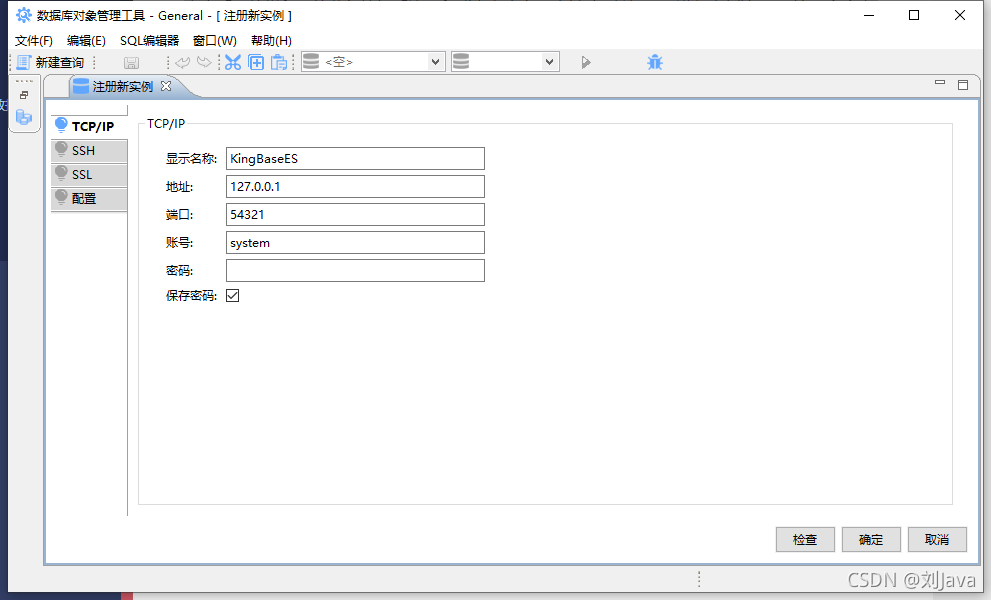 数据库对象管理工具 - General - [ 注册新实例 ]
文件(F) 编辑(E) SQL编辑器 窗口(W) 帮助(H)
新建查询 <空>
注册新实例
TCP/IP
SSH
SSL
配置
TCP/IP
显示名称: KingBaseES
地址: 127.0.0.1
端口: 54321
账号: system
密码:
保存密码:
检查 确定 取消
CSDN @刘Java